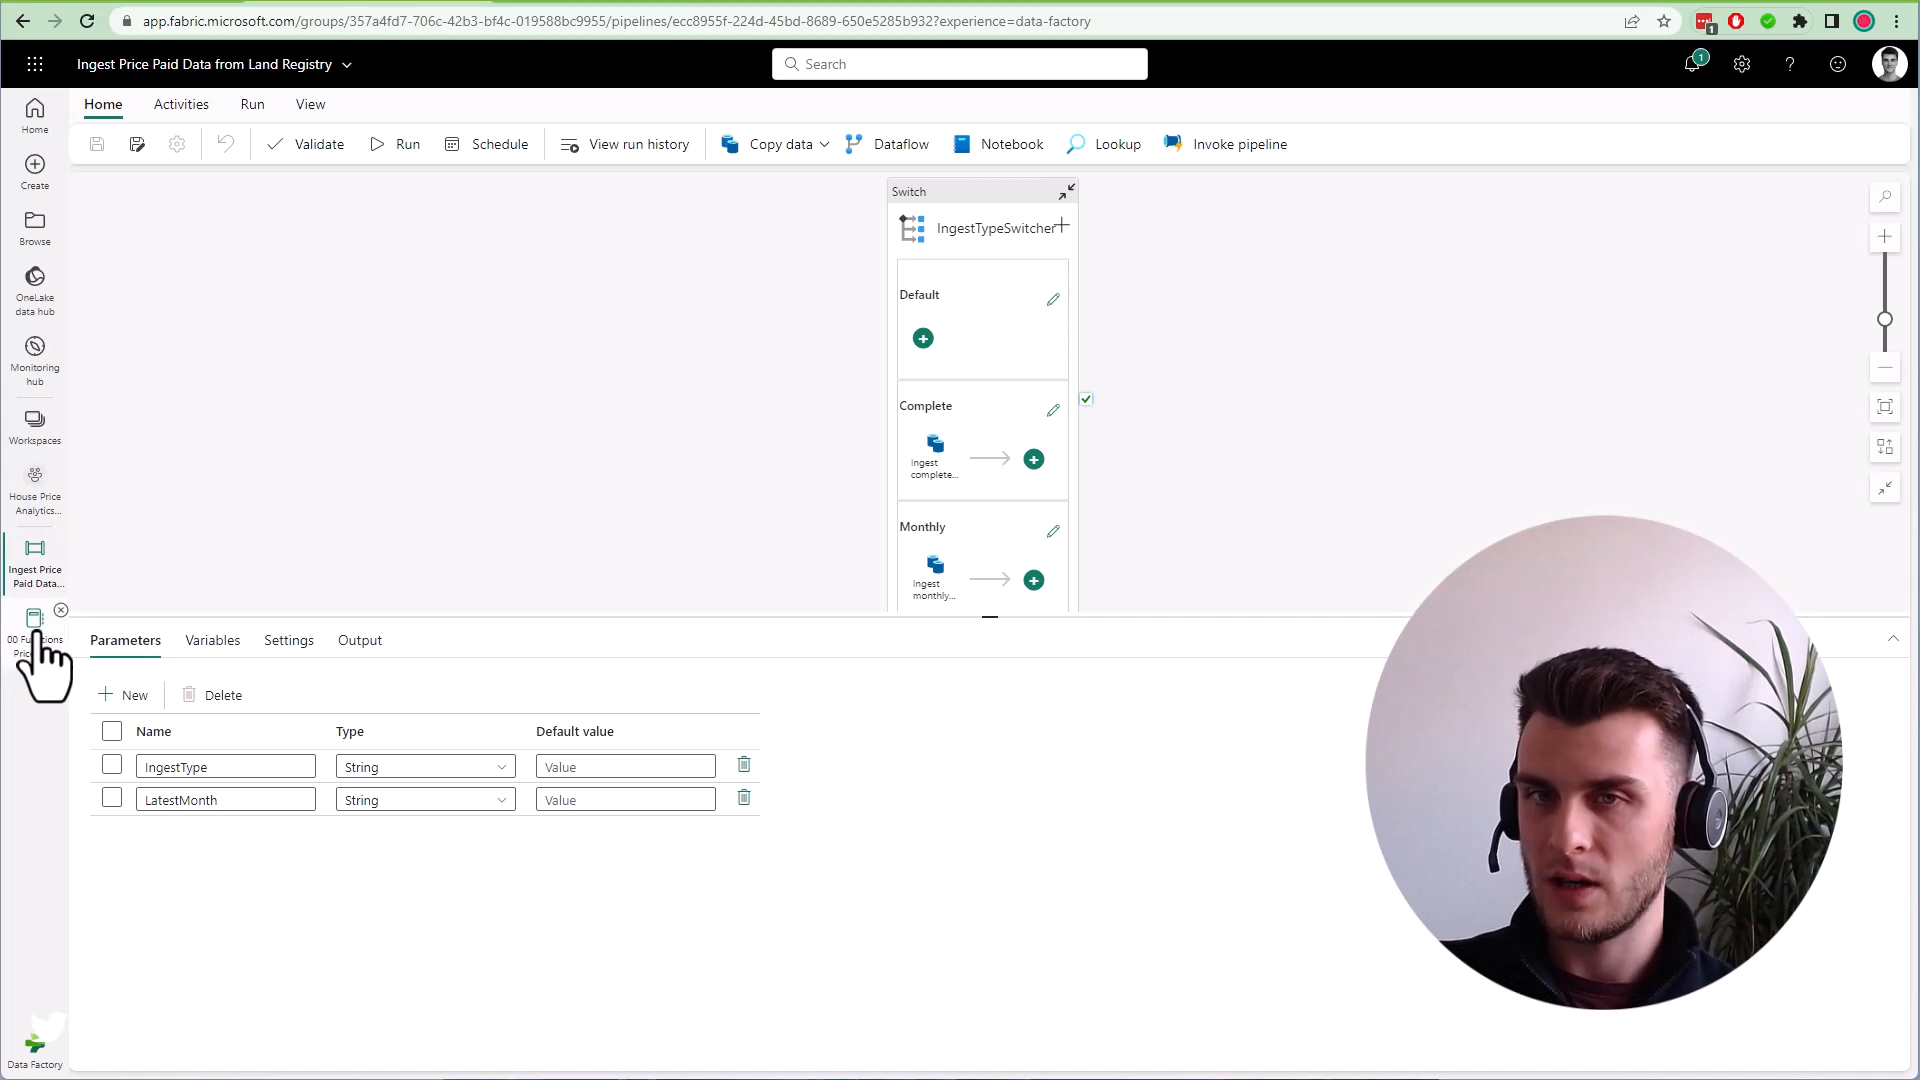 app.fabric.microsoft.com/groups/357a4fd7-706c-42b3-bf4c-019588bc9955/pipelines/ecc8955f-224d-45bd-8689-650e5285b932?experience=data-factory
1
Ingest Price Paid Data from Land Registry
Search
1
?
Home Activities Run View
Validate Run Schedule View run history Copy data Dataflow Notebook Lookup Invoke pipeline
Home
Create
Browse
OneLake
data hub
Monitoring
hub
Workspaces
House Price
Analytics...
Ingest Price
Paid Data...
00
Data Factory
Switch
IngestTypeSwitcher
Default
Complete
Ingest
complete...
Monthly
Ingest
monthly...
Parameters Variables Settings Output
New Delete
Name Type Default value
IngestType String Value
LatestMonth String Value